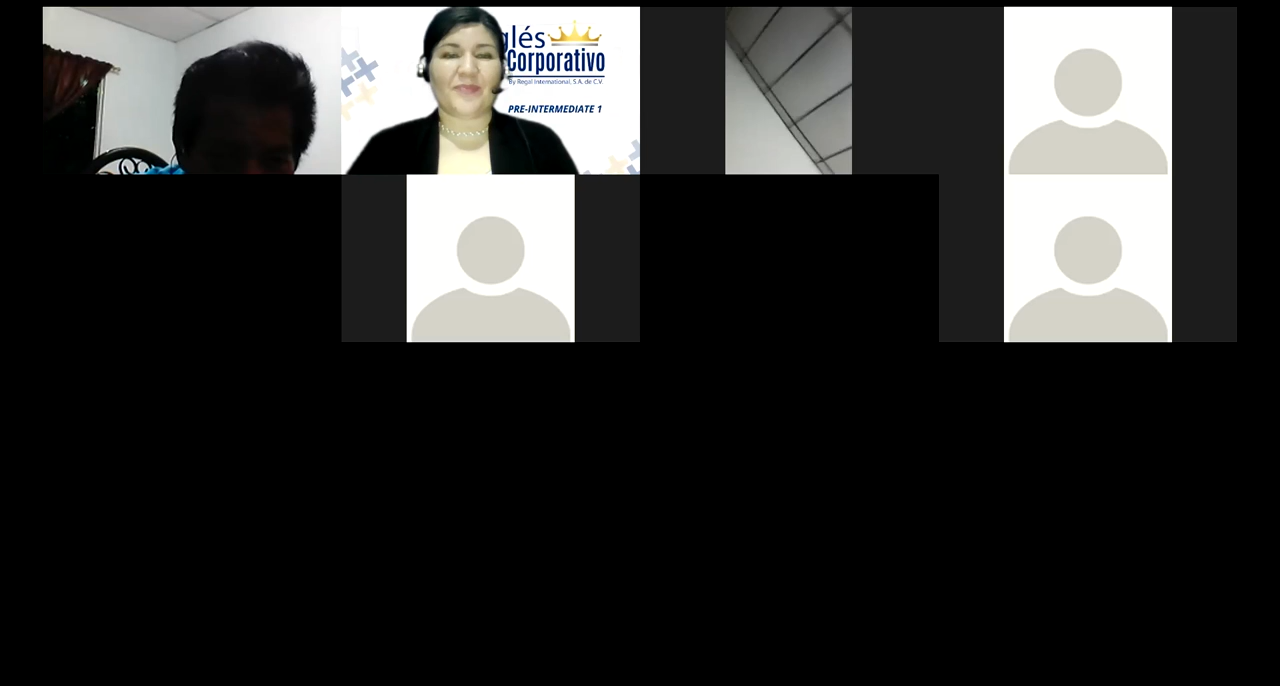 glés
Corporativo
By Regal International, S.A. de C.V.
PRE-INTERMEDIATE 1